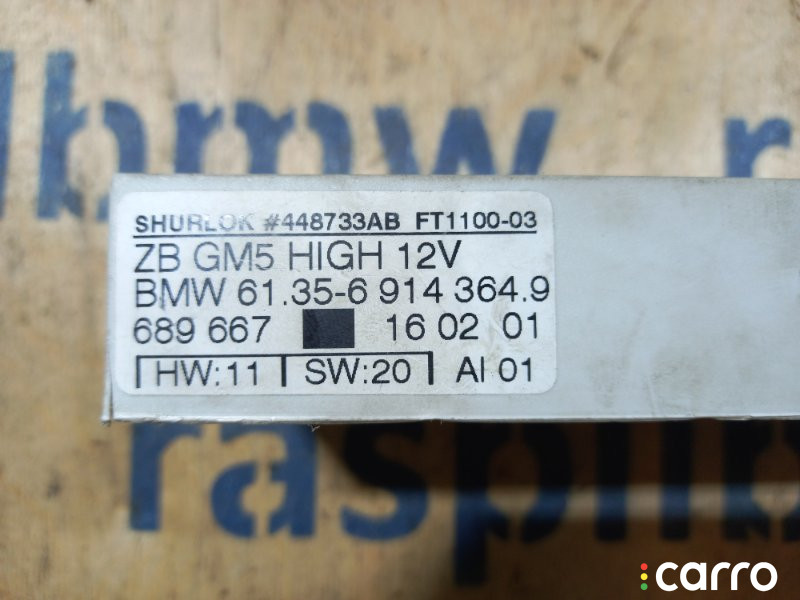 bmw r
SHURLOK #448733AB FT1100-03
ZB GM5 HIGH 12V
BMW 61.35-6 914 364.9
689 667 16 02 01
HW:11 SW:20 AI 01
carro